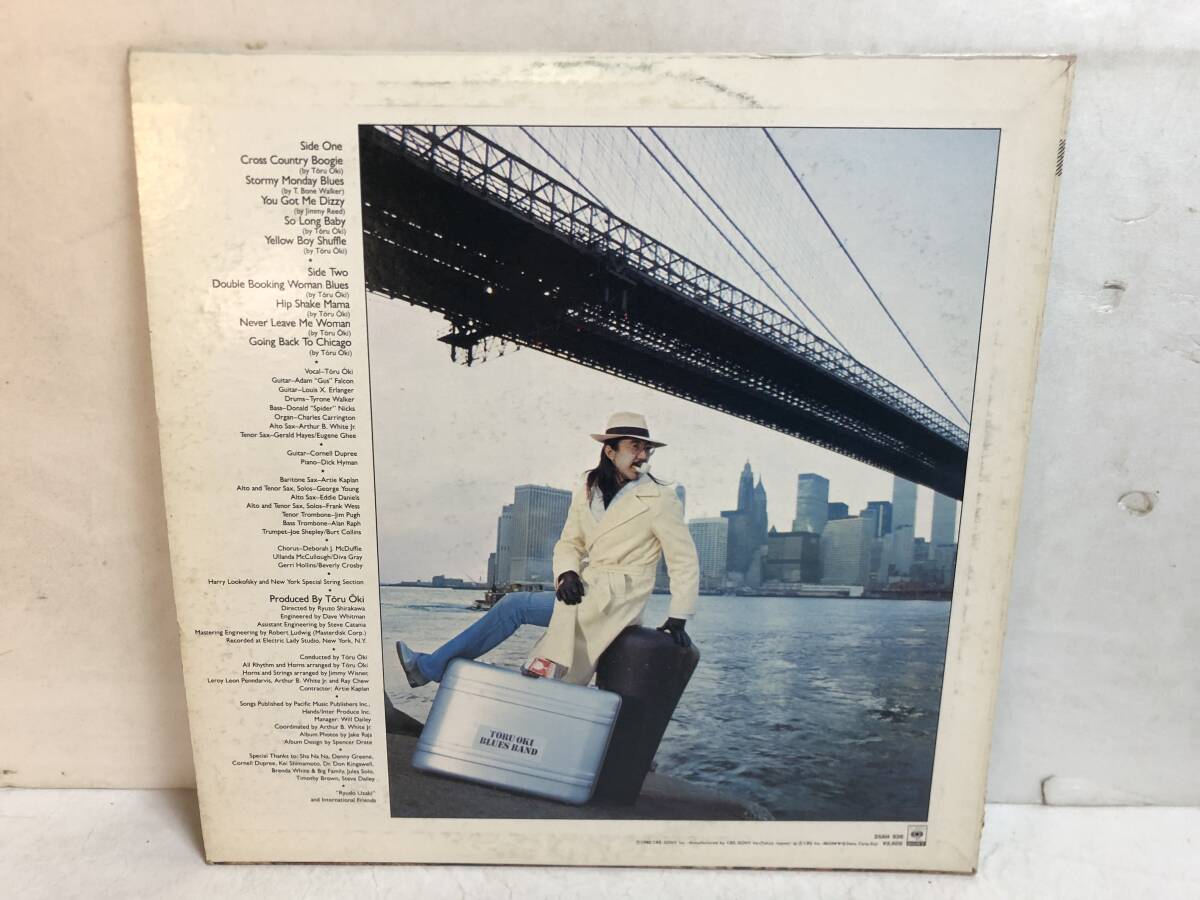 Side One
Cross Country Boogie
(by Tōru Ōki)
Stormy Monday Blues
(by T. Bone Walker)
You Got Me Dizzy
(by Jimmy Reed)
So Long Baby
(by Tōru Ōki)
Yellow Boy Shuffle
(by Tōru Ōki)
*
Side Two
Double Booking Woman Blues
(by Tōru Ōki)
Hip Shake Mama
(by Tōru Ōki)
Never Leave Me Woman
(by Tōru Ōki)
Going Back To Chicago
(by Tōru Ōki)
*
Vocal–Tōru Ōki
Guitar–Adam "Gus" Falcon
Guitar–Louis X. Erlanger
Drums–Tyrone Walker
Bass–Donald "Spider" Nicks
Organ–Charles Carrington
Alto Sax–Arthur B. White Jr.
Tenor Sax–Gerald Hayes/Eugene Ghee
*
Guitar–Cornell Dupree
Piano–Dick Hyman
*
Baritone Sax–Artie Kaplan
Alto and Tenor Sax, Solos–George Young
Alto Sax–Eddie Daniels
Alto and Tenor Sax, Solos–Frank Wess
Tenor Trombone–Jim Pugh
Bass Trombone–Alan Raph
Trumpet–Joe Shepley/Burt Collins
*
Chorus–Deborah J. McDuffie
Ullanda McCullough/Diva Gray
Gerri Hollins/Beverly Crosby
*
Harry Lookofsky and New York Special String Section
*
Produced By Tōru Ōki
Directed by Ryuzo Shirakawa
Engineered by Dave Whitman
Assistant Engineering by Steve Catania
Mastering Engineering by Robert Ludwig (Masterdisk Corp.)
Recorded at Electric Lady Studio, New York, N.Y.
*
Conducted by Tōru Ōki
All Rhythm and Horns arranged by Tōru Ōki
Horns and Strings arranged by Jimmy Wisner
Leroy Leon Penndarvis, Arthur B. White Jr. and Ray Chew
Contractor: Artie Kaplan
*
Songs Published by Pacific Music Publishers Inc.,
Hands/Inter Produce Inc.
Manager: Will Dailey
Coordinated by Arthur B. White Jr.
Album Photos by Jake Rajs
Album Design by Spencer Drate
*
Special Thanks to: Sha Na Na, Denny Greene,
Cornell Dupree, Kei Shimamoto, Dr. Don Kingswell,
Brenda White & Big Family, Jules Solo,
Timothy Brown, Steve Dailey
*
"Ryudo Uzaki"
and International Friends
TORU OKI
BLUES BAND
CBS
SONY